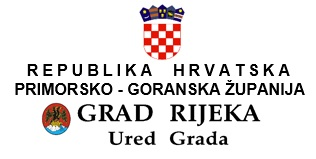 REPUBLIKA HRVATSKA
PRIMORSKO - GORANSKA ŽUPANIJA
GRAD RIJEKA
Ured Grada